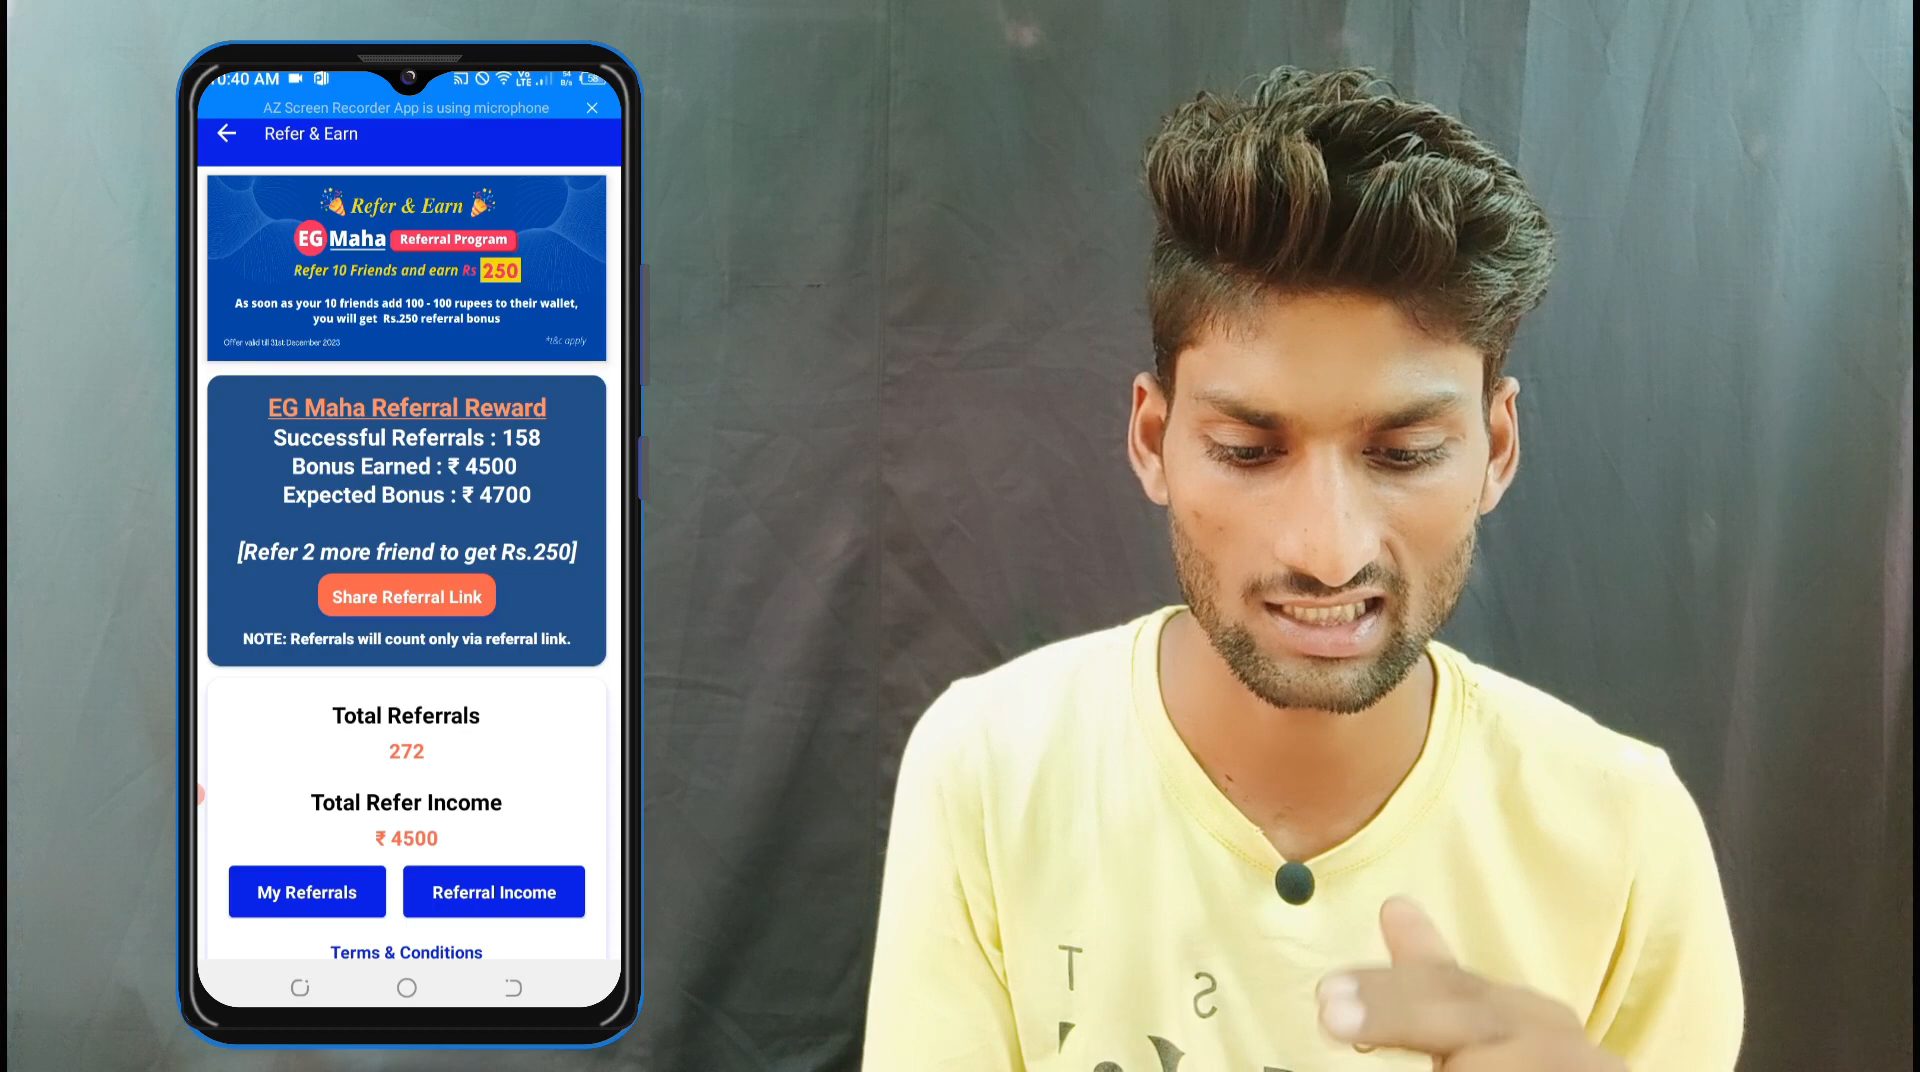 0:40 AM
Vo
LTE
54
B/s
58
AZ Screen Recorder App is using microphone
Refer & Earn
Refer & Earn
EG Maha Referral Program
Refer 10 Friends and earn Rs 250
As soon as your 10 friends add 100 - 100 rupees to their wallet,
you will get Rs.250 referral bonus
Offer valid till 31st December 2023
*t&c apply
EG Maha Referral Reward
Successful Referrals : 158
Bonus Earned : ₹ 4500
Expected Bonus : ₹ 4700
[Refer 2 more friend to get Rs.250]
Share Referral Link
NOTE: Referrals will count only via referral link.
Total Referrals
272
Total Refer Income
₹ 4500
My Referrals
Referral Income
Terms & Conditions
T
S